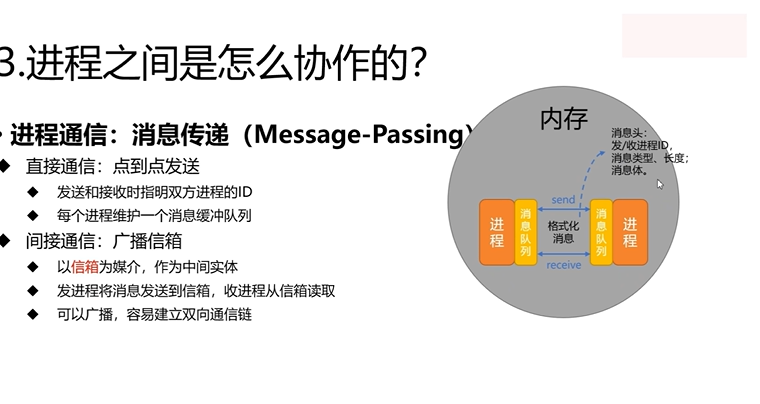 3.进程之间是怎么协作的?
进程通信：消息传递（Message-Passing）
直接通信：点到点发送
发送和接收时指明双方进程的ID
每个进程维护一个消息缓冲队列
间接通信：广播信箱
以信箱为媒介，作为中间实体
发进程将消息发送到信箱，收进程从信箱读取
可以广播，容易建立双向通信链
内存
消息头：
发/收进程ID，
消息类型、长度；
消息体。
进程
消息队列
send
格式化
消息
receive
消息队列
进程